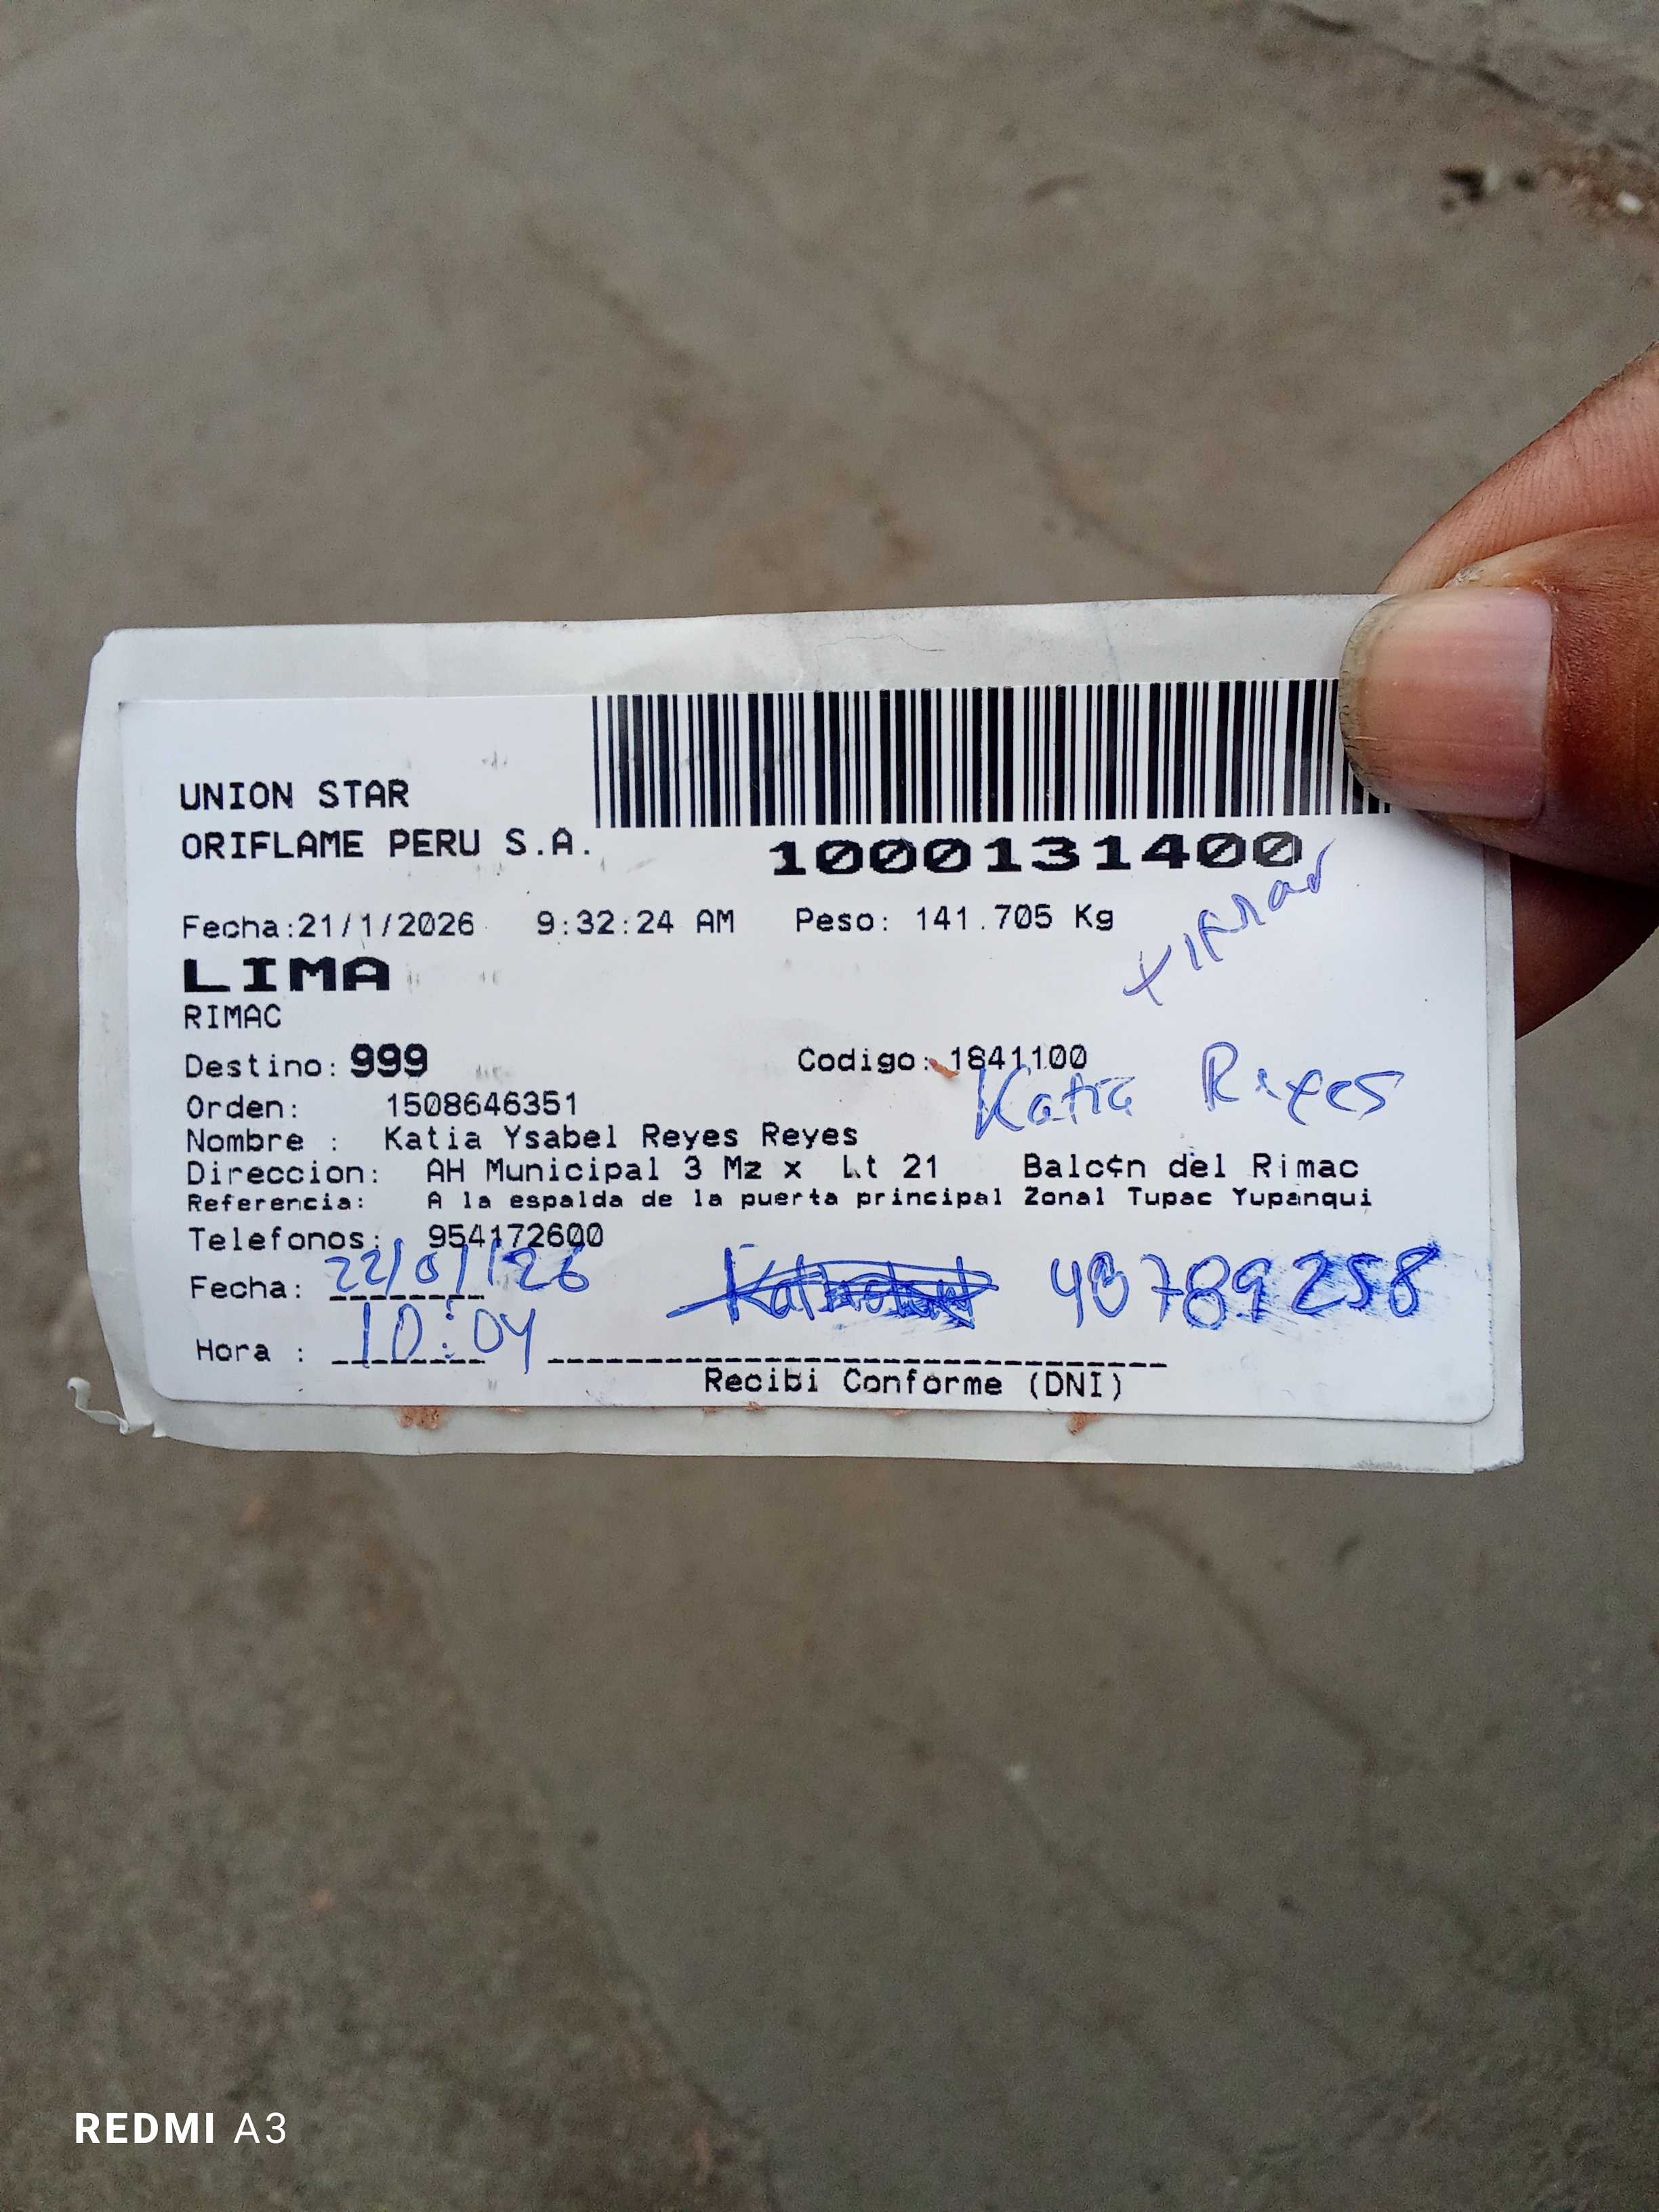 UNION STAR
ORIFLAME PERU S.A.
1000131400
Fecha:21/1/2026 9:32:24 AM Peso: 141.705 Kg
LIMA
RIMAC
Destino: 999 Codigo: 1841100
Katia Reyes
Orden: 1508646351
Nombre : Katia Ysabel Reyes Reyes
Direccion: AH Municipal 3 Mz x Lt 21 Balc¢n del Rimac
Referencia: A la espalda de la puerta principal Zonal Tupac Yupanqui
Telefonos: 954172600
Fecha: 22/01/26 43789258
Hora : 10:04
Recibi Conforme (DNI)
REDMI A3